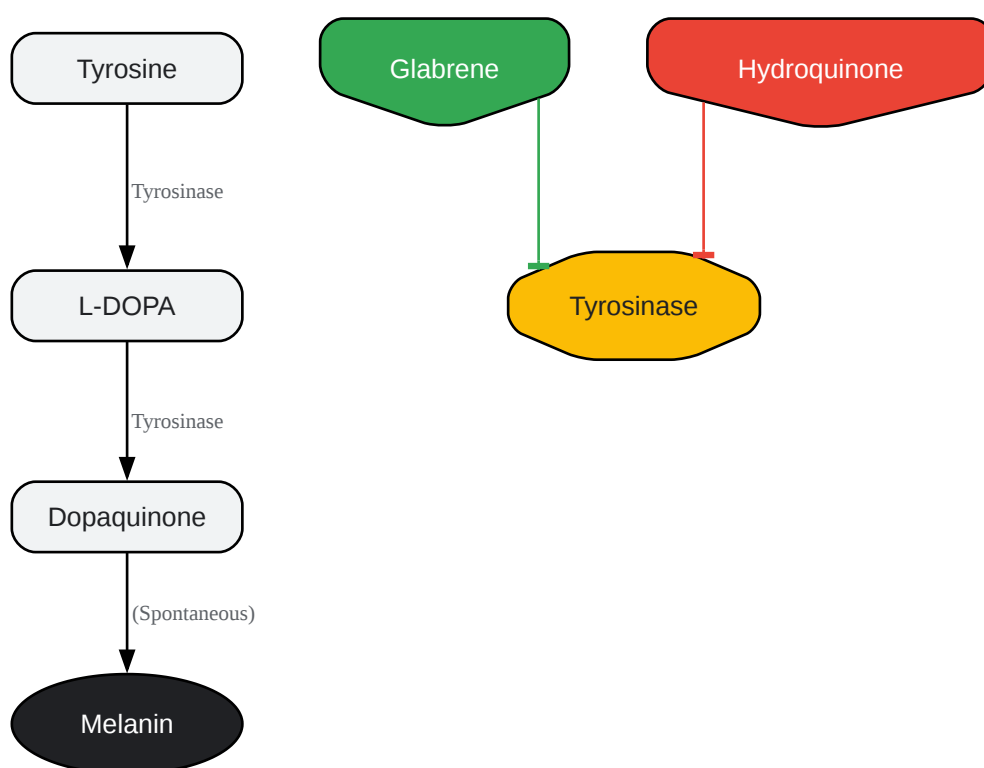 Tyrosine
Glabrene
Hydroquinone
Tyrosinase
L-DOPA
Tyrosinase
Tyrosinase
Dopaquinone
(Spontaneous)
Melanin